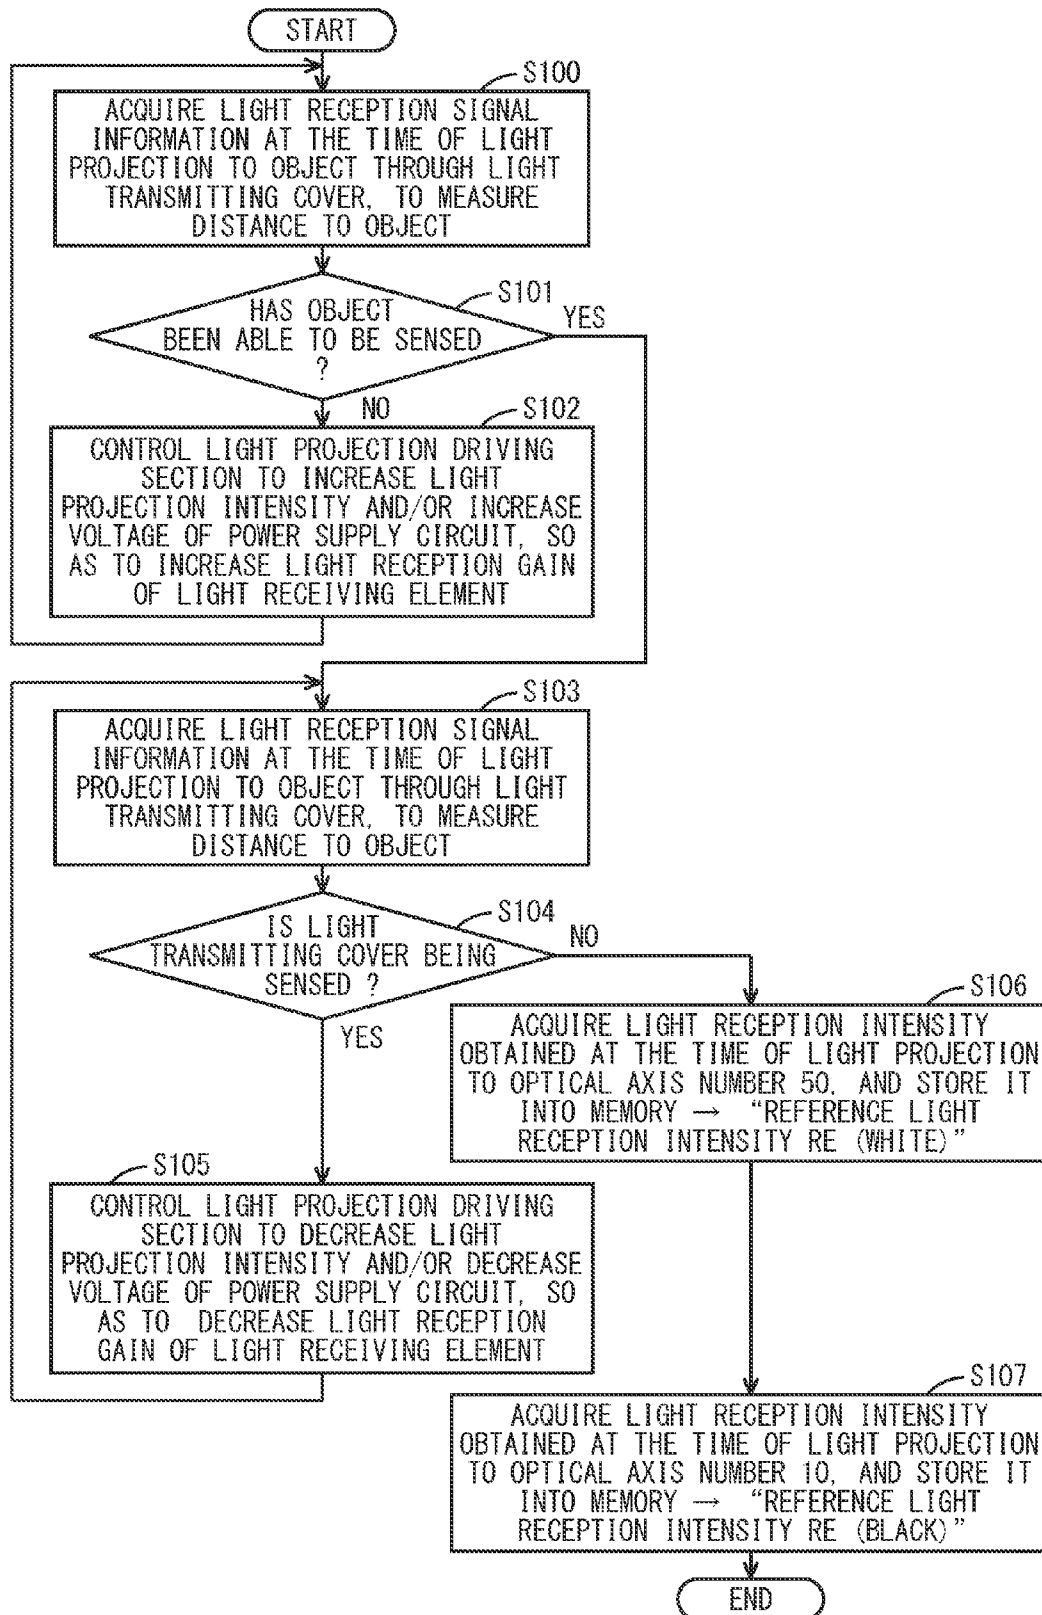 START
S100
ACQUIRE LIGHT RECEPTION SIGNAL
INFORMATION AT THE TIME OF LIGHT
PROJECTION TO OBJECT THROUGH LIGHT
TRANSMITTING COVER, TO MEASURE
DISTANCE TO OBJECT
S101
HAS OBJECT
BEEN ABLE TO BE SENSED
?
YES
NO
S102
CONTROL LIGHT PROJECTION DRIVING
SECTION TO INCREASE LIGHT
PROJECTION INTENSITY AND/OR INCREASE
VOLTAGE OF POWER SUPPLY CIRCUIT, SO
AS TO INCREASE LIGHT RECEPTION GAIN
OF LIGHT RECEIVING ELEMENT
S103
ACQUIRE LIGHT RECEPTION SIGNAL
INFORMATION AT THE TIME OF LIGHT
PROJECTION TO OBJECT THROUGH LIGHT
TRANSMITTING COVER, TO MEASURE
DISTANCE TO OBJECT
S104
IS LIGHT
TRANSMITTING COVER BEING
SENSED ?
NO
YES
S106
ACQUIRE LIGHT RECEPTION INTENSITY
OBTAINED AT THE TIME OF LIGHT PROJECTION
TO OPTICAL AXIS NUMBER 50, AND STORE IT
INTO MEMORY → “REFERENCE LIGHT
RECEPTION INTENSITY RE (WHITE)”
S105
CONTROL LIGHT PROJECTION DRIVING
SECTION TO DECREASE LIGHT
PROJECTION INTENSITY AND/OR DECREASE
VOLTAGE OF POWER SUPPLY CIRCUIT, SO
AS TO DECREASE LIGHT RECEPTION
GAIN OF LIGHT RECEIVING ELEMENT
S107
ACQUIRE LIGHT RECEPTION INTENSITY
OBTAINED AT THE TIME OF LIGHT PROJECTION
TO OPTICAL AXIS NUMBER 10, AND STORE IT
INTO MEMORY → “REFERENCE LIGHT
RECEPTION INTENSITY RE (BLACK)”
END